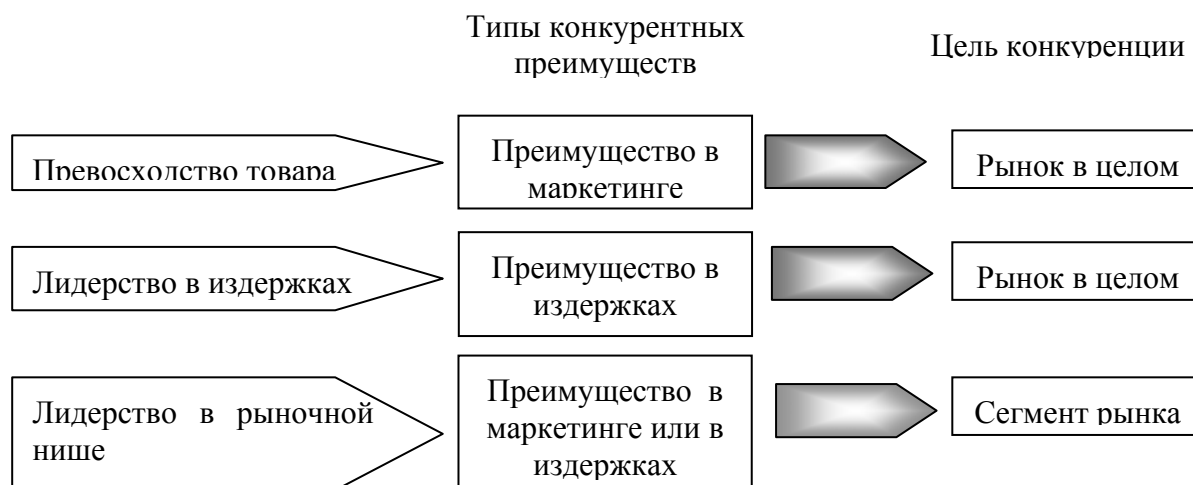 Типы конкурентных
преимуществ
Цель конкуренции
Превосходство товара
Преимущество в
маркетинге
Рынок в целом
Лидерство в издержках
Преимущество в
издержках
Рынок в целом
Лидерство в рыночной
нише
Преимущество в
маркетинге или в
издержках
Сегмент рынка